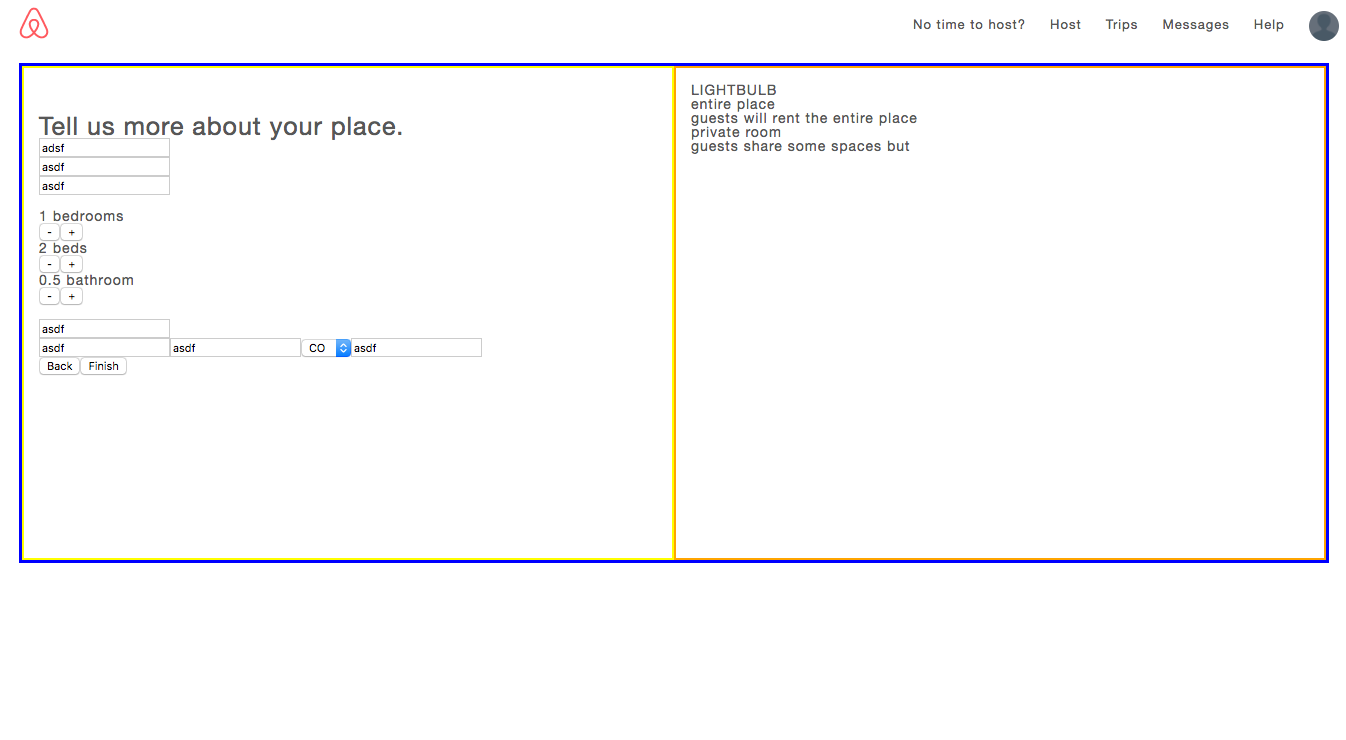 No time to host? Host Trips Messages Help
Tell us more about your place.
adsf
asdf
asdf
1 bedrooms
- +
2 beds
- +
0.5 bathroom
- +
asdf
asdf asdf CO asdf
Back Finish
LIGHTBULB
entire place
guests will rent the entire place
private room
guests share some spaces but